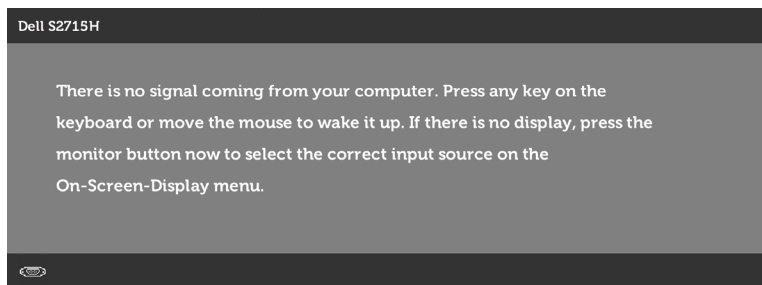 Dell S2715H
There is no signal coming from your computer. Press any key on the
keyboard or move the mouse to wake it up. If there is no display, press the
monitor button now to select the correct input source on the
On-Screen-Display menu.